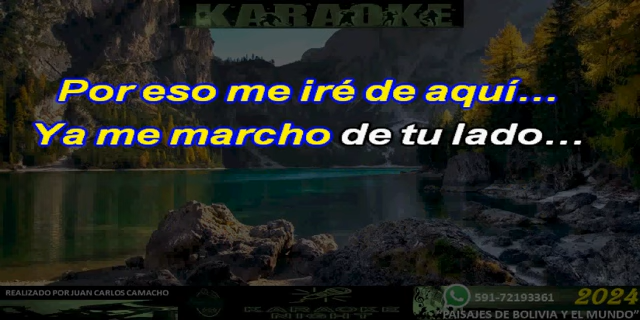 KARAOKE
Por eso me iré de aquí...
Ya me marcho de tu lado...
REALIZADO POR JUAN CARLOS CAMACHO
KARAOKE
591-72193361
2024
PAISAJES DE BOLIVIA Y EL MUNDO"